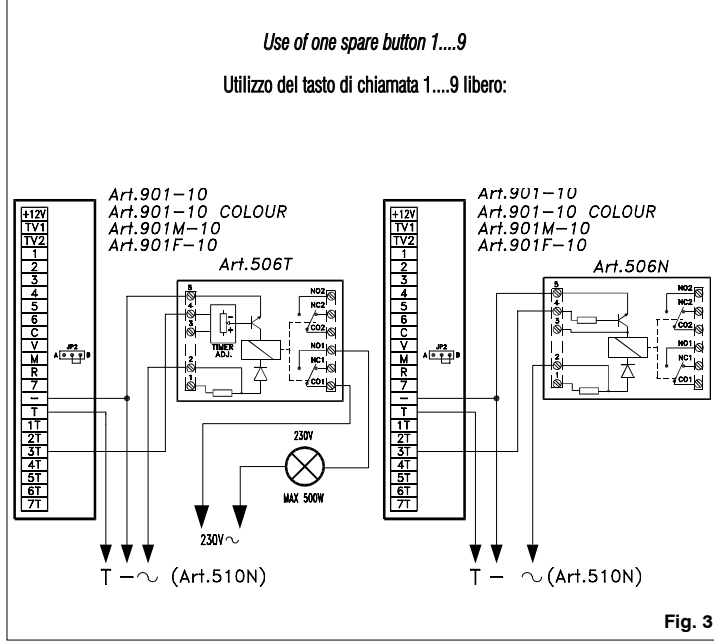 Use of one spare button 1....9
Utilizzo del tasto di chiamata 1....9 libero:
Art.901-10
Art.901-10 COLOUR
Art.901M-10
Art.901F-10
+12V
TV1
TV2
1
2
3
4
5
6
C
V
M
R
7
-
T
1T
2T
3T
4T
5T
6T
7T
JP2
A B
Art.506T
5
4
3
2
1
- +
TIMER
ADJ.
NO2
NC2
CO2
NO1
NC1
CO1
230V
MAX 500W
230V～
T - ～ (Art.510N)
Art.901-10
Art.901-10 COLOUR
Art.901M-10
Art.901F-10
+12V
TV1
TV2
1
2
3
4
5
6
C
V
M
R
7
-
T
1T
2T
3T
4T
5T
6T
7T
JP2
A B
Art.506N
5
4
3
2
1
NO2
NC2
CO2
NO1
NC1
CO1
T - ～ (Art.510N)
Fig. 3